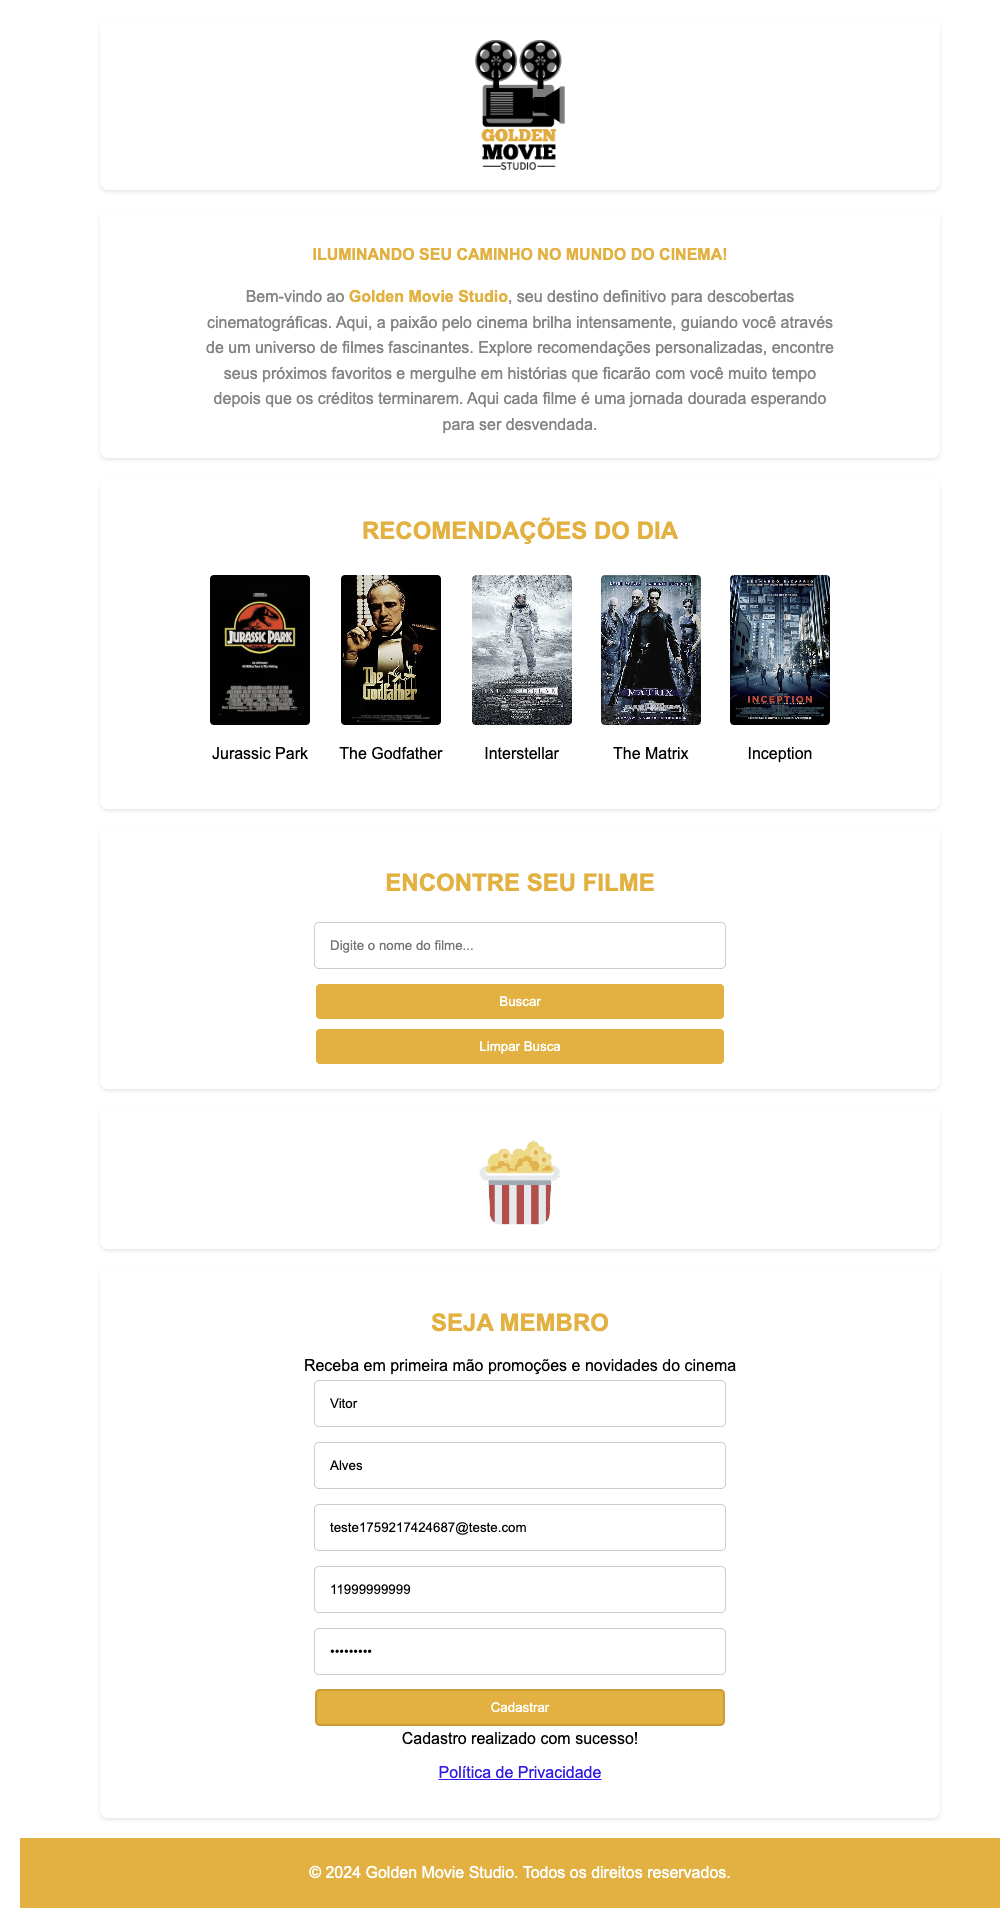 GOLDEN
MOVIE
STUDIO
ILUMINANDO SEU CAMINHO NO MUNDO DO CINEMA!
Bem-vindo ao Golden Movie Studio, seu destino definitivo para descobertas
cinematográficas. Aqui, a paixão pelo cinema brilha intensamente, guiando você através
de um universo de filmes fascinantes. Explore recomendações personalizadas, encontre
seus próximos favoritos e mergulhe em histórias que ficarão com você muito tempo
depois que os créditos terminarem. Aqui cada filme é uma jornada dourada esperando
para ser desvendada.
RECOMENDAÇÕES DO DIA
JURASSIC PARK
The
Godfather
INTERSTELLAR
MATRIX
INCEPTION
Jurassic Park
The Godfather
Interstellar
The Matrix
Inception
ENCONTRE SEU FILME
Digite o nome do filme...
Buscar
Limpar Busca
SEJA MEMBRO
Receba em primeira mão promoções e novidades do cinema
Vitor
Alves
teste1759217424687@teste.com
11999999999
•••••••••
Cadastrar
Cadastro realizado com sucesso!
Política de Privacidade
© 2024 Golden Movie Studio. Todos os direitos reservados.